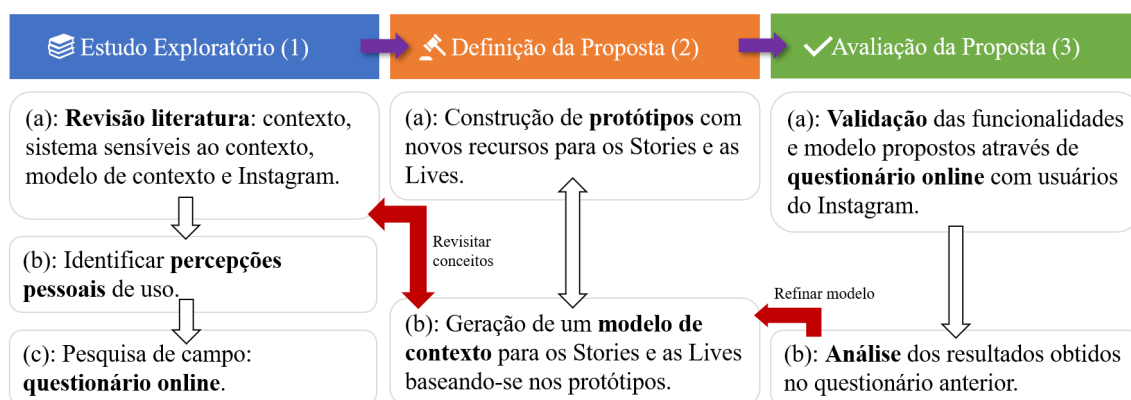 Estudo Exploratório (1)
Definição da Proposta (2)
Avaliação da Proposta (3)
(a): Revisão literatura: contexto,
sistema sensíveis ao contexto,
modelo de contexto e Instagram.
(b): Identificar percepções
pessoais de uso.
(c): Pesquisa de campo:
questionário online.
Revisitar
conceitos
(a): Construção de protótipos com
novos recursos para os Stories e as
Lives.
(b): Geração de um modelo de
contexto para os Stories e as Lives
baseando-se nos protótipos.
Refinar modelo
(a): Validação das funcionalidades
e modelo propostos através de
questionário online com usuários
do Instagram.
(b): Análise dos resultados obtidos
no questionário anterior.